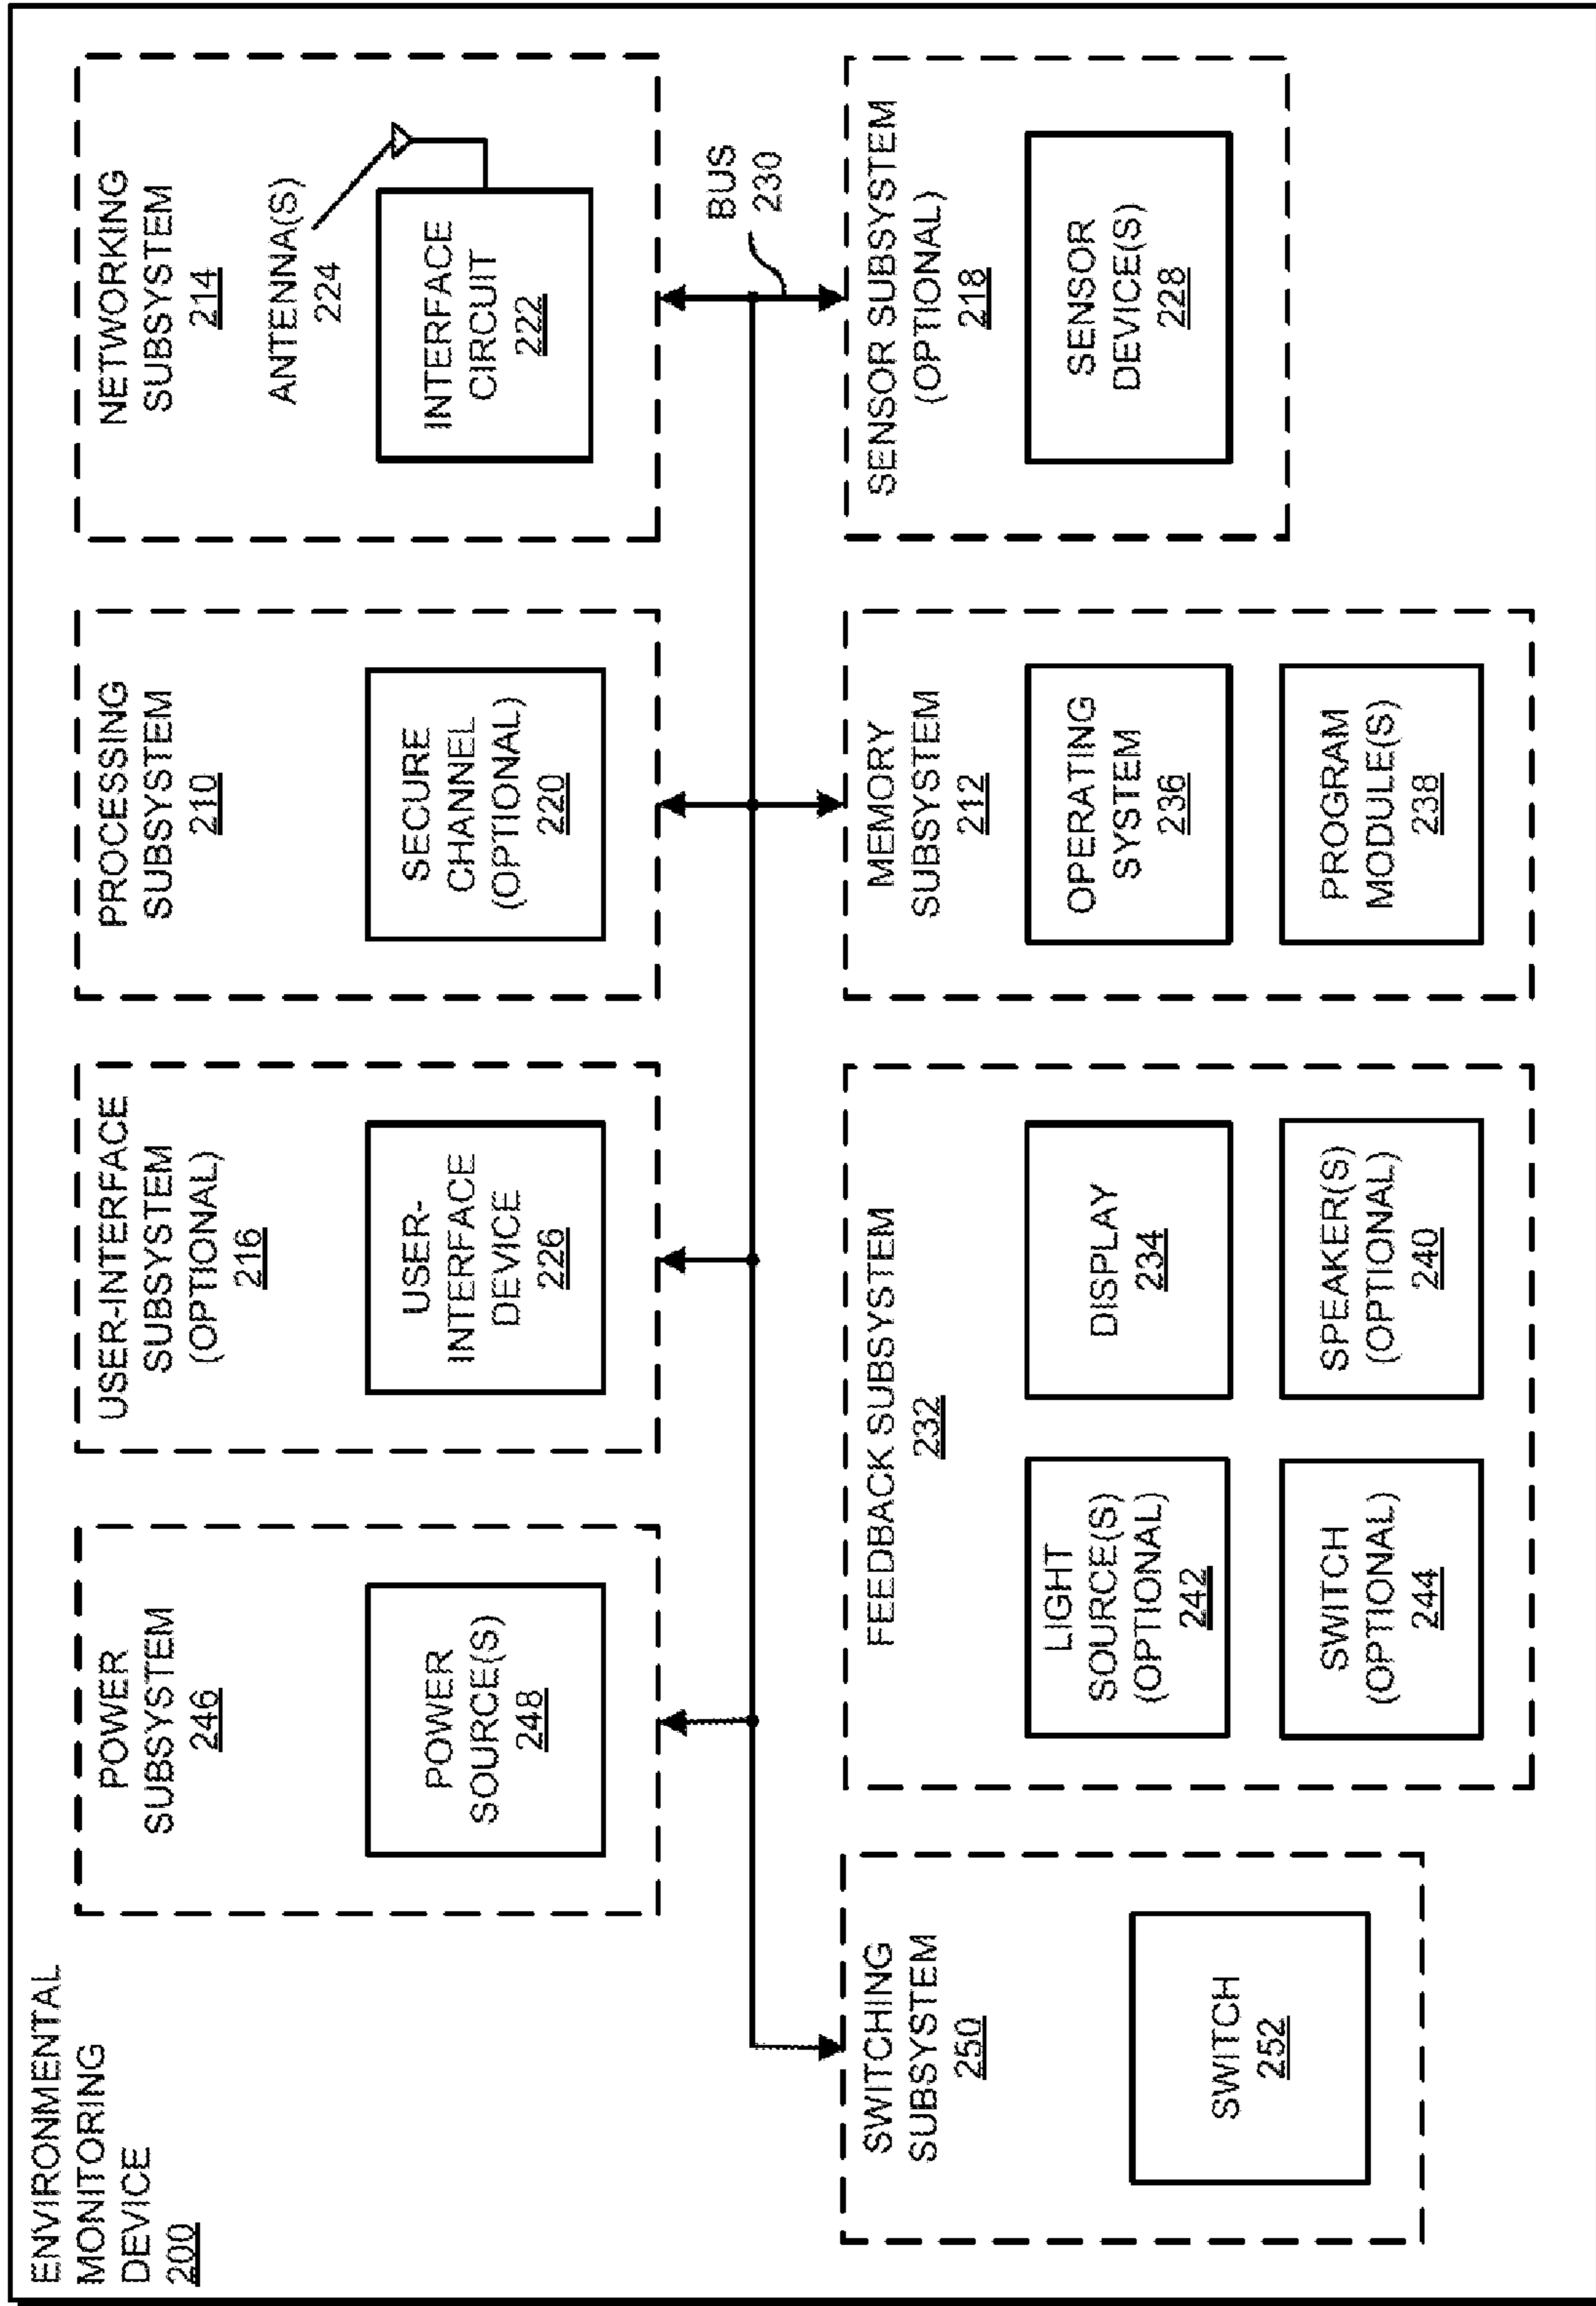 ENVIRONMENTAL
MONITORING
DEVICE
200
POWER
SUBSYSTEM
246
POWER
SOURCE(S)
248
USER-INTERFACE
SUBSYSTEM
(OPTIONAL)
216
USER-
INTERFACE
DEVICE
226
PROCESSING
SUBSYSTEM
210
SECURE
CHANNEL
(OPTIONAL)
220
NETWORKING
SUBSYSTEM
214
ANTENNA(S)
224
INTERFACE
CIRCUIT
222
BUS
230
SWITCHING
SUBSYSTEM
250
SWITCH
252
FEEDBACK SUBSYSTEM
232
LIGHT
SOURCE(S)
(OPTIONAL)
242
DISPLAY
234
SWITCH
(OPTIONAL)
244
SPEAKER(S)
(OPTIONAL)
240
MEMORY
SUBSYSTEM
212
OPERATING
SYSTEM
236
PROGRAM
MODULE(S)
238
SENSOR SUBSYSTEM
(OPTIONAL)
218
SENSOR
DEVICE(S)
228